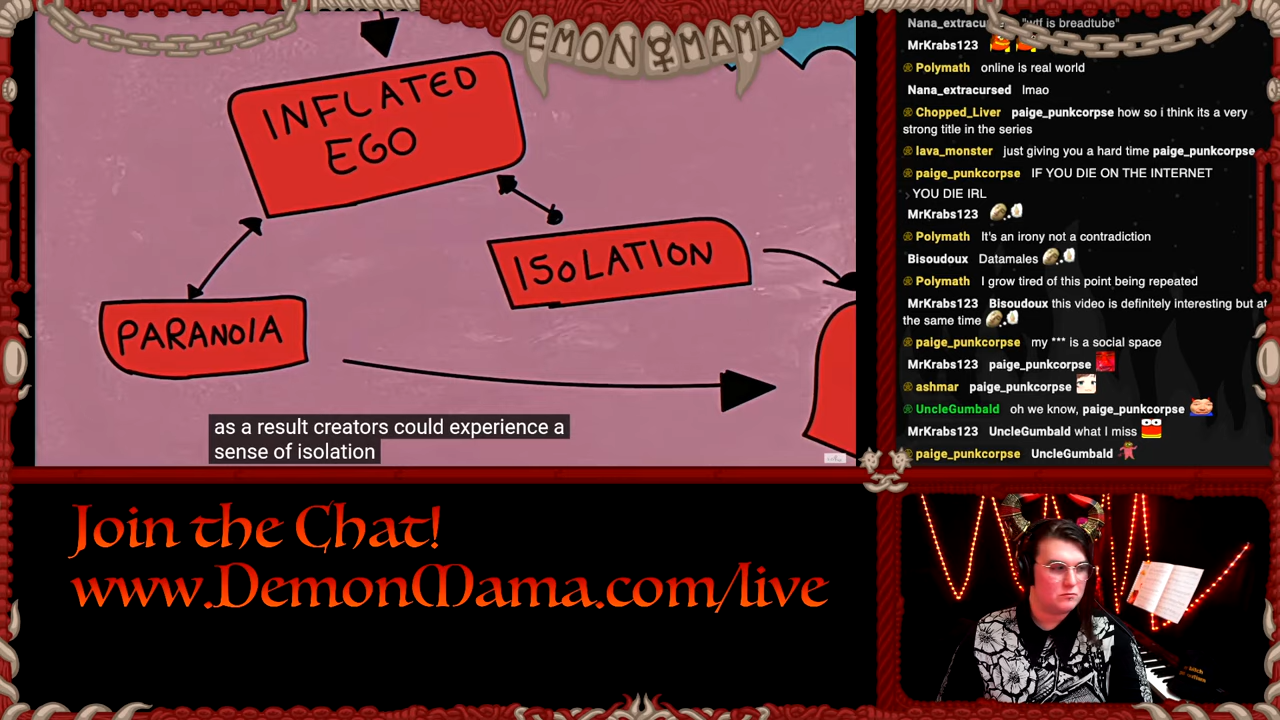 DEMON MAMA
INFLATED
EGO
ISOLATION
PARANOIA
as a result creators could experience a
sense of isolation
Nana_extracu "wtf is breadtube"
MrKrabs123
Polymath online is real world
Nana_extracursed lmao
Chopped_Liver paige_punkcorpse how so i think its a very
strong title in the series
lava_monster just giving you a hard time paige_punkcorpse
paige_punkcorpse IF YOU DIE ON THE INTERNET
YOU DIE IRL
MrKrabs123
Polymath It's an irony not a contradiction
Bisoudoux Datamales
Polymath I grow tired of this point being repeated
MrKrabs123 Bisoudoux this video is definitely interesting but at
the same time
paige_punkcorpse my *** is a social space
MrKrabs123 paige_punkcorpse
ashmar paige_punkcorpse
UncleGumbald oh we know, paige_punkcorpse
MrKrabs123 UncleGumbald what I miss
paige_punkcorpse UncleGumbald
Join the Chat!
www.DemonMama.com/live